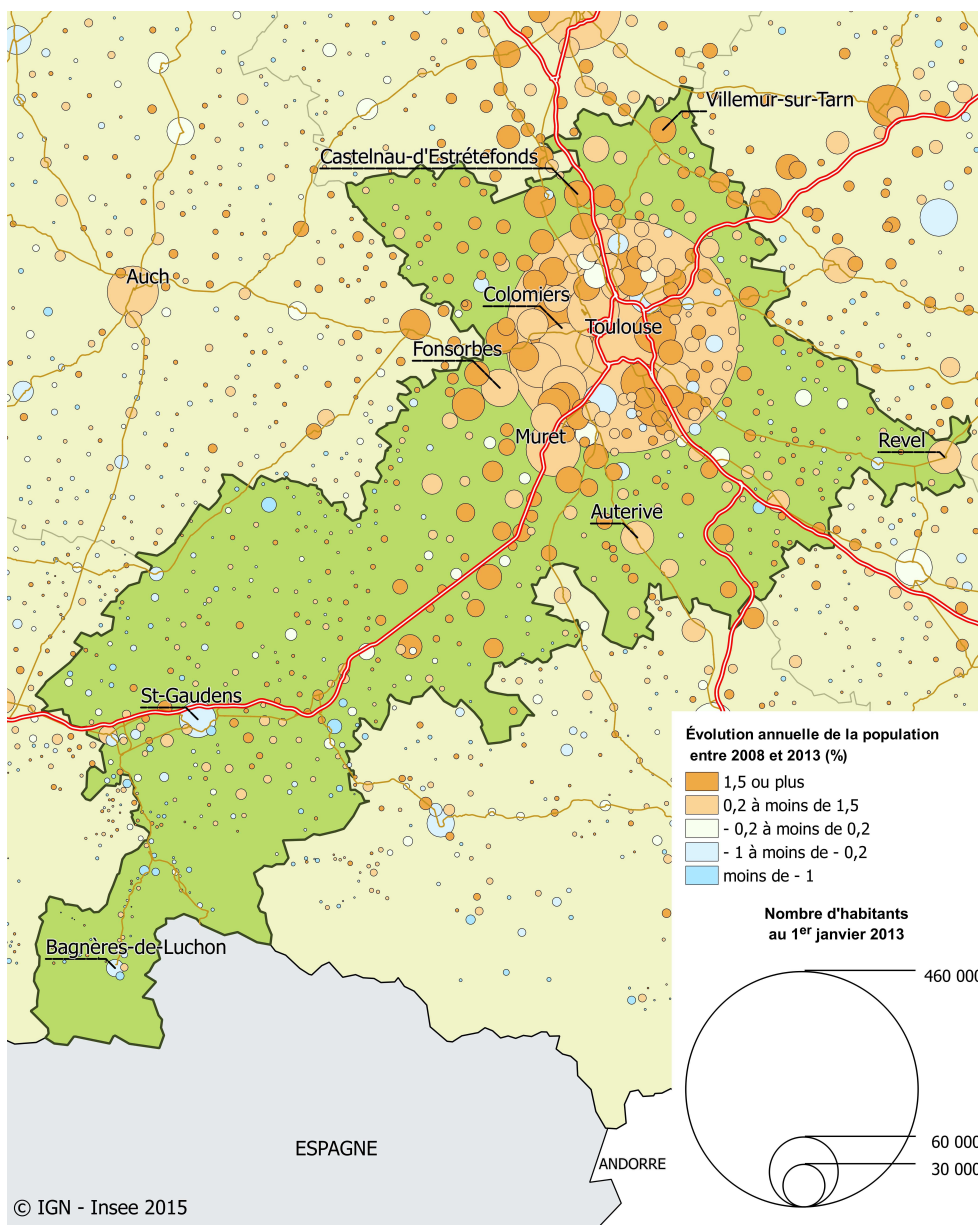 Villemur-sur-Tarn
Castelnau-d'Estrétefonds
Auch
Colomiers
Toulouse
Fonsorbes
Muret
Revel
Auterive
St-Gaudens
Bagnères-de-Luchon
Évolution annuelle de la population
entre 2008 et 2013 (%)
1,5 ou plus
0,2 à moins de 1,5
- 0,2 à moins de 0,2
- 1 à moins de - 0,2
moins de - 1
Nombre d'habitants
au 1er janvier 2013
460 000
60 000
30 000
ESPAGNE
ANDORRE
© IGN - Insee 2015